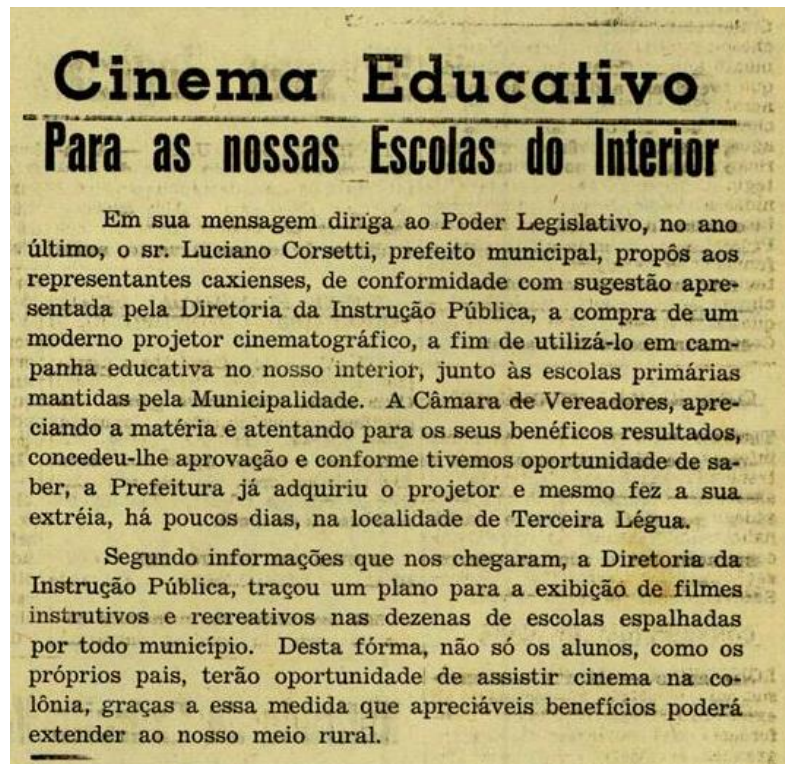 Cinema Educativo
Para as nossas Escolas do Interior
Em sua mensagem diriga ao Poder Legislativo, no ano
último, o sr. Luciano Corsetti, prefeito municipal, propôs aos
representantes caxienses, de conformidade com sugestão apre-
sentada pela Diretoria da Instrução Pública, a compra de um
moderno projetor cinematográfico, a fim de utilizá-lo em cam-
panha educativa no nosso interior, junto às escolas primárias
mantidas pela Municipalidade. A Câmara de Vereadores, apre-
ciando a matéria e atentando para os seus benéficos resultados,
concedeu-lhe aprovação e conforme tivemos oportunidade de sa-
ber, a Prefeitura já adquiriu o projetor e mesmo fez a sua
extréia, há poucos dias, na localidade de Terceira Légua.
Segundo informações que nos chegaram, a Diretoria da
Instrução Pública, traçou um plano para a exibição de filmes
instrutivos e recreativos nas dezenas de escolas espalhadas
por todo município. Desta fórma, não só os alunos, como os
próprios pais, terão oportunidade de assistir cinema na co-
lônia, graças a essa medida que apreciáveis benefícios poderá
extender ao nosso meio rural.